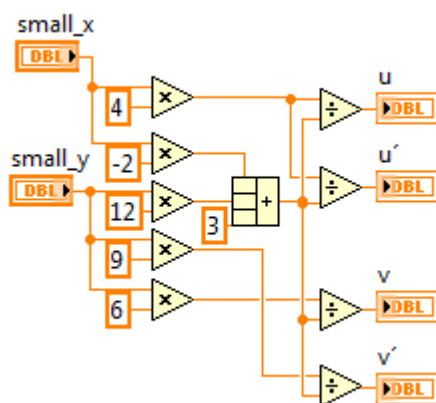 small_x
DBL
4
×
÷
u
DBL
-2
×
small_y
DBL
12
×
3
+
÷
u´
DBL
9
×
6
×
÷
v
DBL
÷
v´
DBL